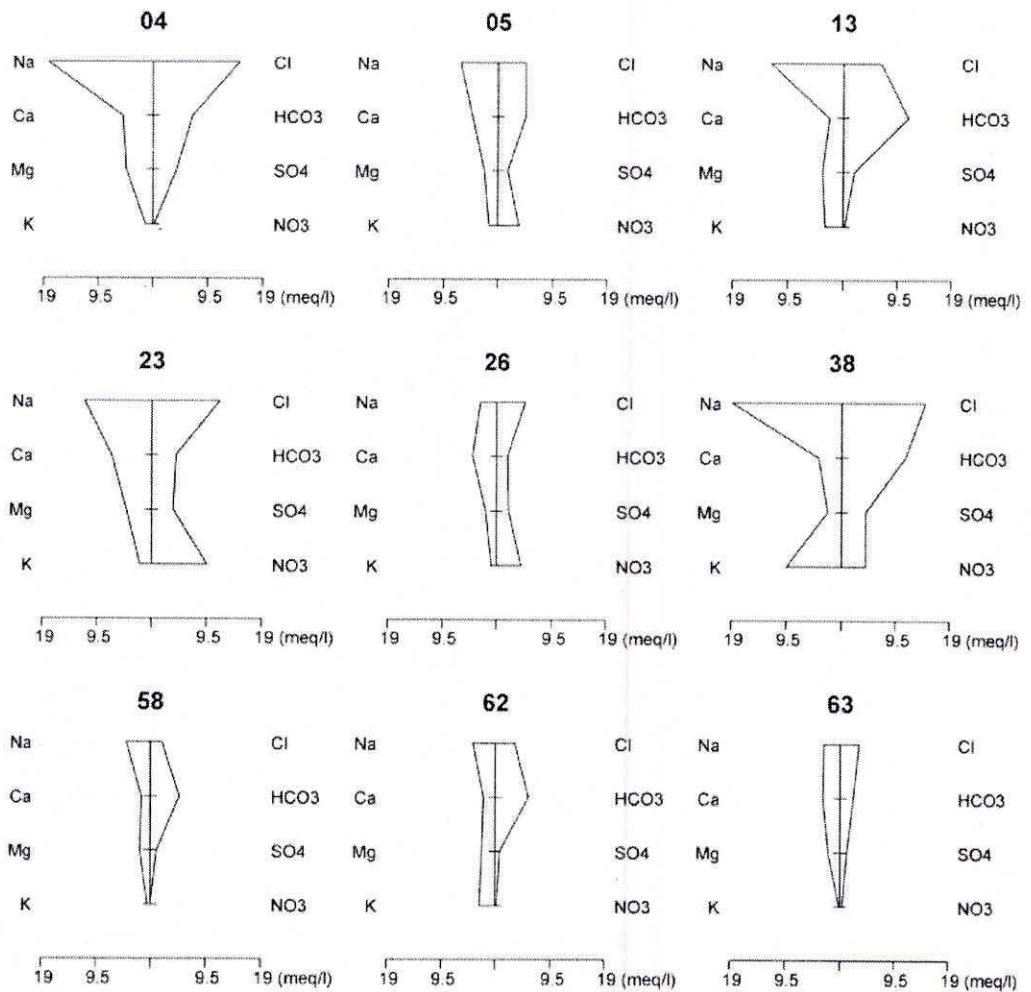 04 05 13
Na Cl Na Cl Na Cl
Ca HCO3 Ca HCO3 Ca HCO3
Mg SO4 Mg SO4 Mg SO4
K NO3 K NO3 K NO3
19 9.5 9.5 19 (meq/l) 19 9.5 9.5 19 (meq/l) 19 9.5 9.5 19 (meq/l)
23 26 38
Na Cl Na Cl Na Cl
Ca HCO3 Ca HCO3 Ca HCO3
Mg SO4 Mg SO4 Mg SO4
K NO3 K NO3 K NO3
19 9.5 9.5 19 (meq/l) 19 9.5 9.5 19 (meq/l) 19 9.5 9.5 19 (meq/l)
58 62 63
Na Cl Na Cl Na Cl
Ca HCO3 Ca HCO3 Ca HCO3
Mg SO4 Mg SO4 Mg SO4
K NO3 K NO3 K NO3
19 9.5 9.5 19 (meq/l) 19 9.5 9.5 19 (meq/l) 19 9.5 9.5 19 (meq/l)